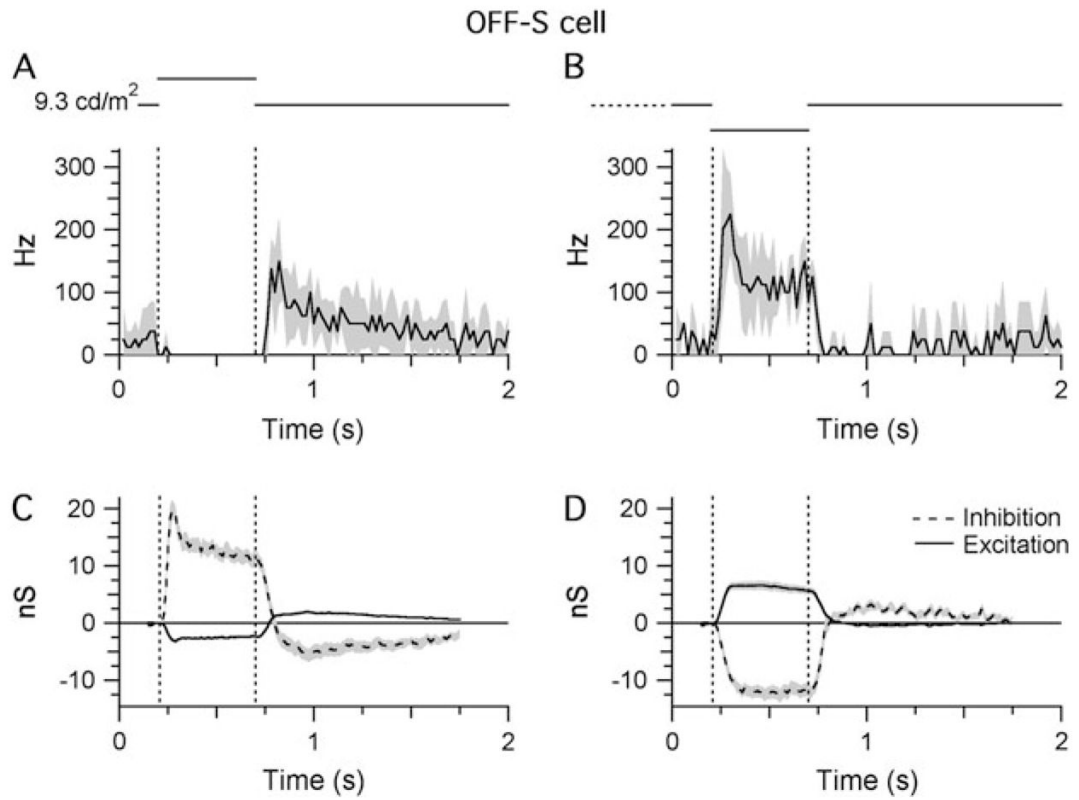 OFF-S cell
A
B
9.3 cd/m²
300
200
100
0
Hz
0 1 2
Time (s)
300
200
100
0
Hz
0 1 2
Time (s)
C
D
20
10
0
-10
nS
0 1 2
Time (s)
20
10
0
-10
nS
Inhibition
Excitation
0 1 2
Time (s)